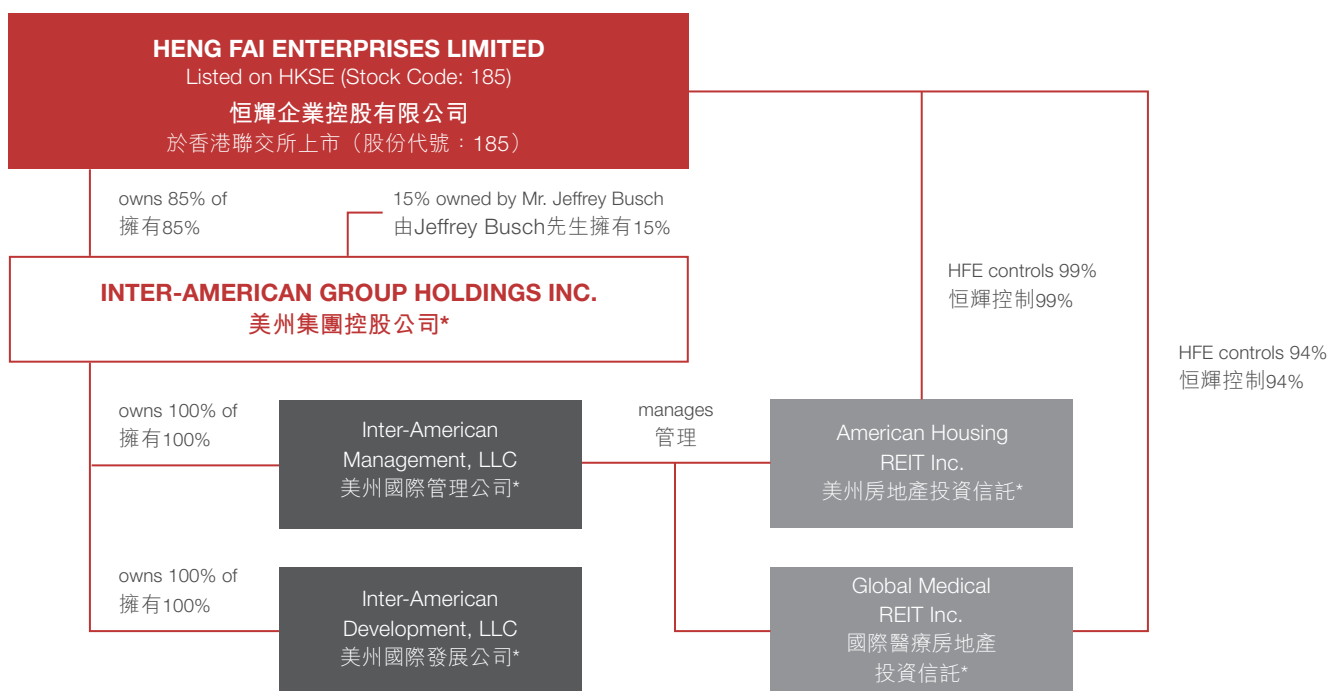 HENG FAI ENTERPRISES LIMITED
Listed on HKSE (Stock Code: 185)
恒輝企業控股有限公司
於香港聯交所上市（股份代號：185）
owns 85% of
擁有85%
15% owned by Mr. Jeffrey Busch
由Jeffrey Busch先生擁有15%
INTER-AMERICAN GROUP HOLDINGS INC.
美州集團控股公司*
HFE controls 99%
恒輝控制99%
HFE controls 94%
恒輝控制94%
owns 100% of
擁有100%
Inter-American
Management, LLC
美州國際管理公司*
manages
管理
American Housing
REIT Inc.
美州房地產投資信託*
owns 100% of
擁有100%
Inter-American
Development, LLC
美州國際發展公司*
Global Medical
REIT Inc.
國際醫療房地產
投資信託*